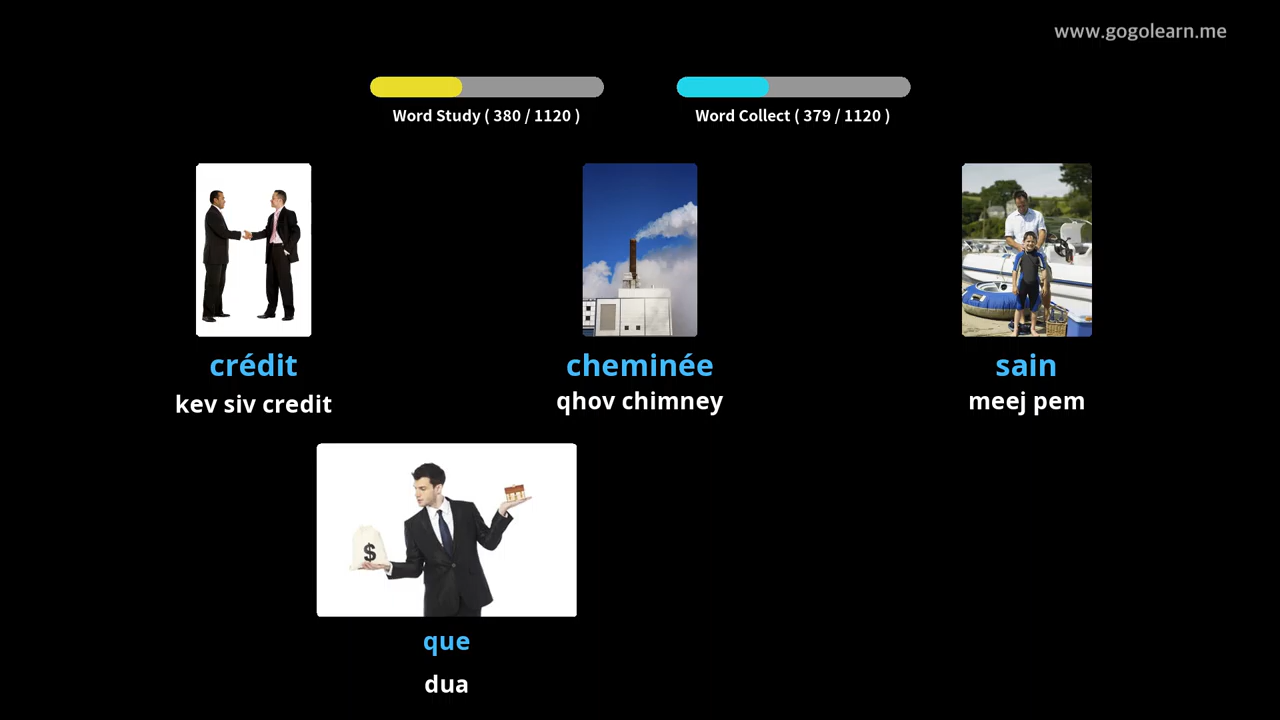 www.gogolearn.me
Word Study ( 380 / 1120 )
Word Collect ( 379 / 1120 )
crédit
kev siv credit
cheminée
qhov chimney
sain
meej pem
$
que
dua